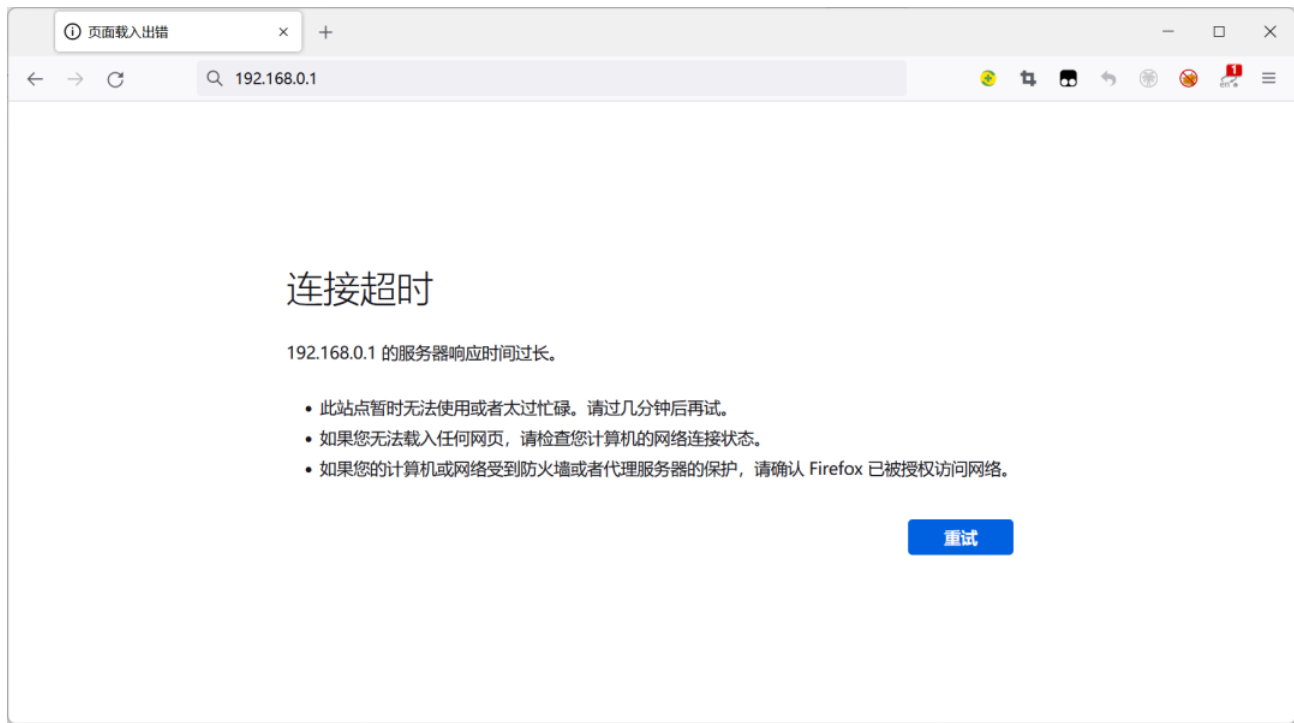 页面载入出错
192.168.0.1
1
en
连接超时
192.168.0.1 的服务器响应时间过长。
此站点暂时无法使用或者太过忙碌。请过几分钟后再试。
如果您无法载入任何网页，请检查您计算机的网络连接状态。
如果您的计算机或网络受到防火墙或者代理服务器的保护，请确认 Firefox 已被授权访问网络。
重试